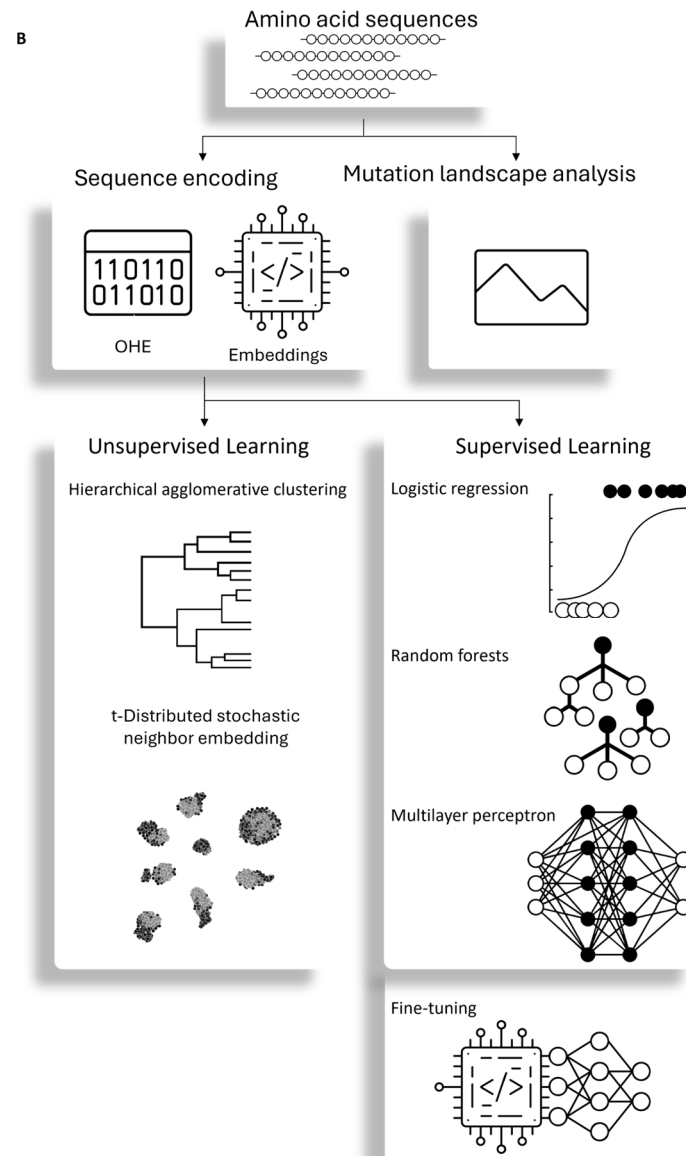 B
Amino acid sequences
Sequence encoding
Mutation landscape analysis
110110
011010
</>
OHE
Embeddings
Unsupervised Learning
Supervised Learning
Hierarchical agglomerative clustering
Logistic regression
Random forests
t-Distributed stochastic
neighbor embedding
Multilayer perceptron
Fine-tuning
</>